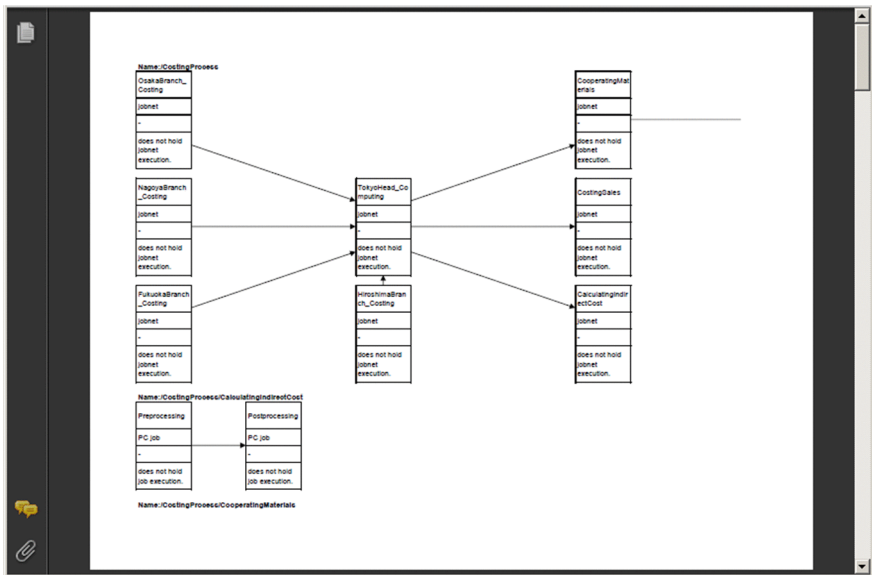 Name:/CostingProcess
OsakaBranch_
Costing
jobnet
-
does not hold
jobnet
execution.
CooperatingMat
erials
jobnet
-
does not hold
jobnet
execution.
NagoyaBranch
_Costing
jobnet
-
does not hold
jobnet
execution.
TokyoHead_Co
mputing
jobnet
-
does not hold
jobnet
execution.
CostingSales
jobnet
-
does not hold
jobnet
execution.
FukuokaBranch
_Costing
jobnet
-
does not hold
jobnet
execution.
HiroshimaBran
ch_Costing
jobnet
-
does not hold
jobnet
execution.
CalculatingIndir
ectCost
jobnet
-
does not hold
jobnet
execution.
Name:/CostingProcess/CalculatingIndirectCost
Preprocessing
PC job
-
does not hold
job execution.
Postprocessing
PC job
-
does not hold
job execution.
Name:/CostingProcess/CooperatingMaterials